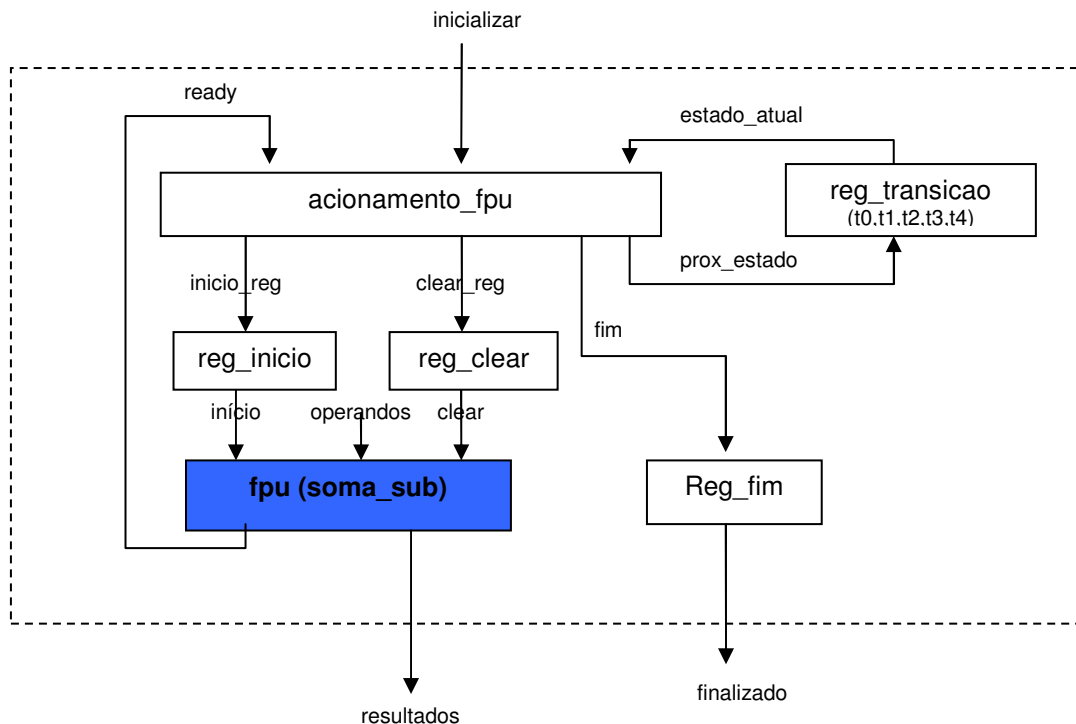 inicializar
ready
estado_atual
acionamento_fpu
reg_transicao
(t0,t1,t2,t3,t4)
prox_estado
inicio_reg
clear_reg
fim
reg_inicio
reg_clear
início
operandos
clear
fpu (soma_sub)
Reg_fim
finalizado
resultados